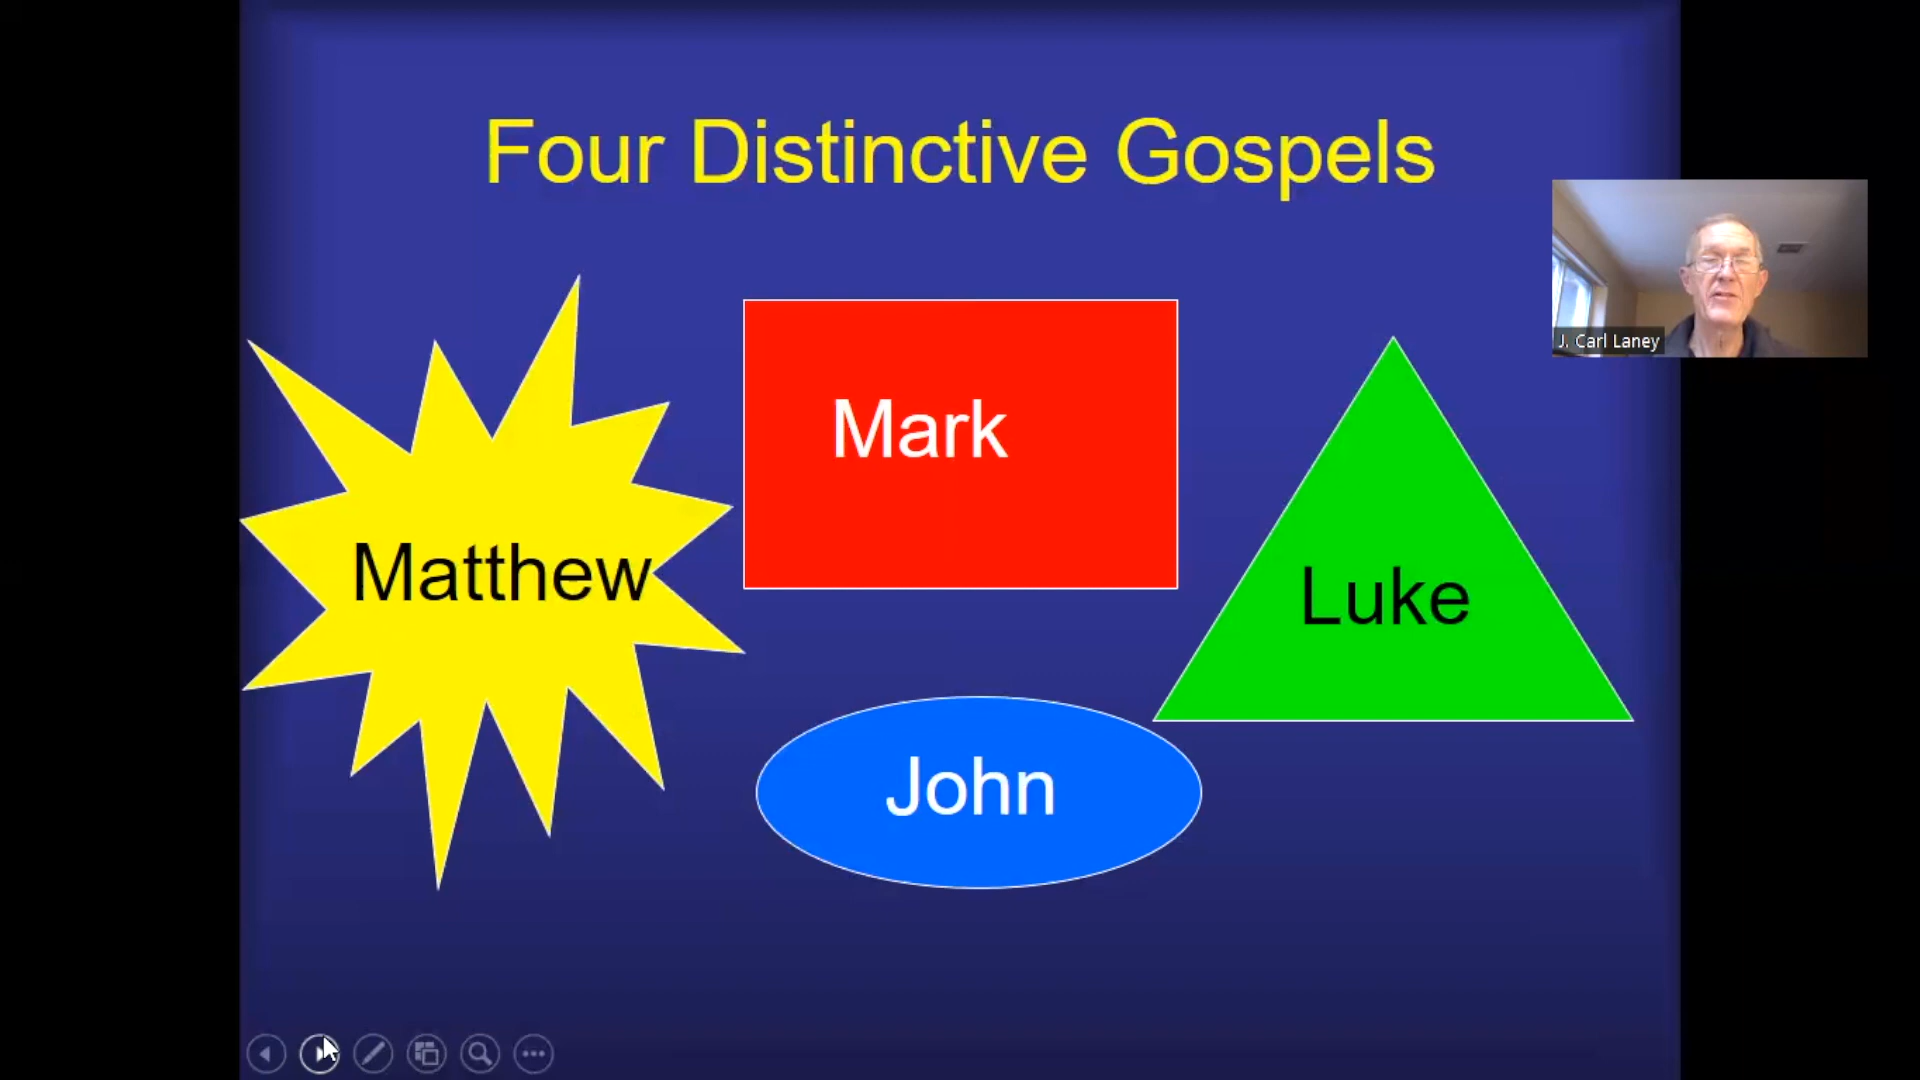 Four Distinctive Gospels
J. Carl Laney
Mark
Matthew
Luke
John